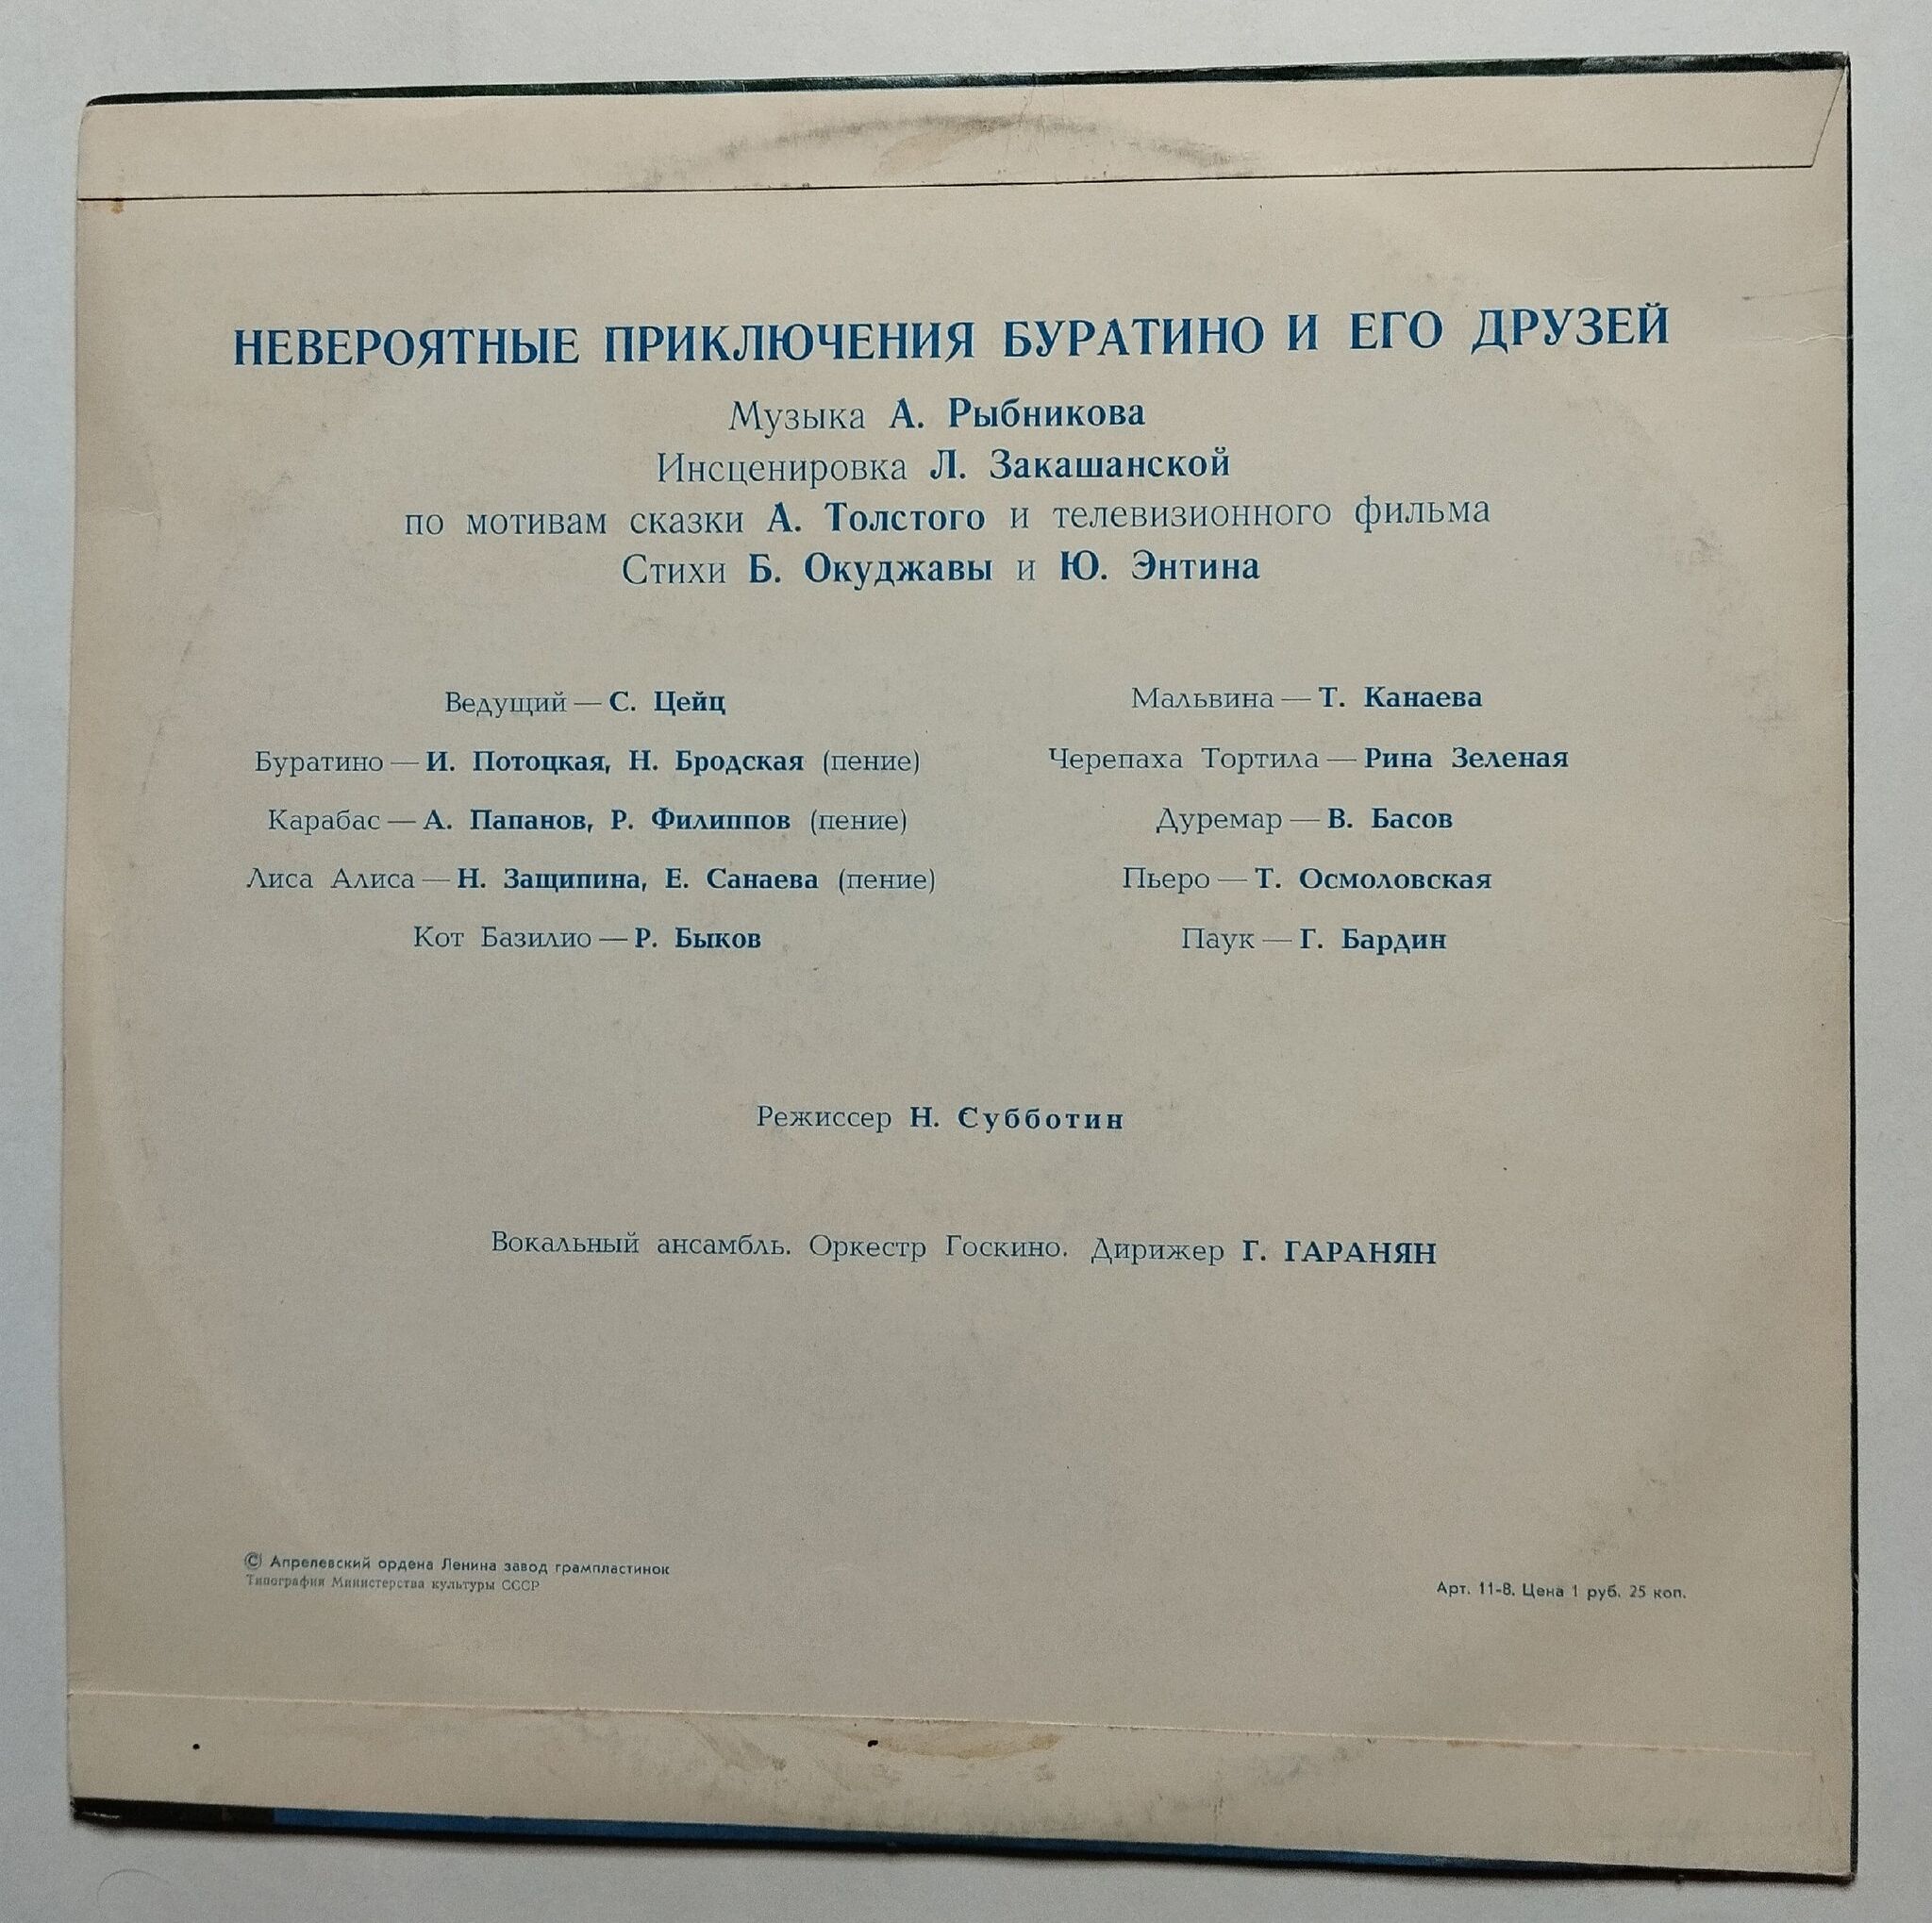 НЕВЕРОЯТНЫЕ ПРИКЛЮЧЕНИЯ БУРАТИНО И ЕГО ДРУЗЕЙ
Музыка А. Рыбникова
Инсценировка Л. Закашанской
по мотивам сказки А. Толстого и телевизионного фильма
Стихи Б. Окуджавы и Ю. Энтина
Ведущий — С. Цейц
Буратино — И. Потоцкая, Н. Бродская (пение)
Карабас — А. Папанов, Р. Филиппов (пение)
Лиса Алиса — Н. Защипина, Е. Санаева (пение)
Кот Базилио — Р. Быков
Мальвина — Т. Канаева
Черепаха Тортила — Рина Зеленая
Дуремар — В. Басов
Пьеро — Т. Осмоловская
Паук — Г. Бардин
Режиссер Н. Субботин
Вокальный ансамбль. Оркестр Госкино. Дирижер Г. ГАРАНЯН
© Апрелевский ордена Ленина завод грампластинок
Типография Министерства культуры СССР
Арт. 11-8. Цена 1 руб. 25 коп.